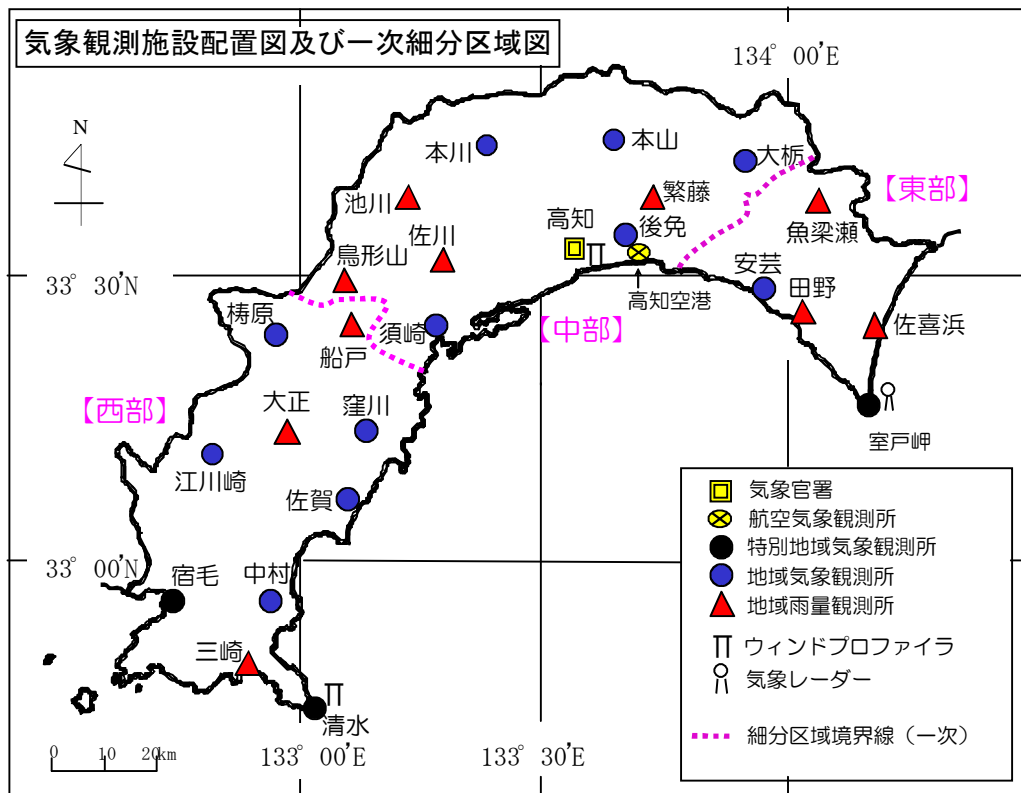 気象観測施設配置図及び一次細分区域図
134° 00′E
N
本川
本山
大栃
【東部】
池川
繁藤
魚梁瀬
佐川
高知
後免
鳥形山
安芸
33° 30′N
高知空港
田野
梼原
船戸
須崎
【中部】
佐喜浜
【西部】
大正
窪川
室戸岬
江川崎
佐賀
33° 00′N
宿毛
中村
三崎
清水
0 10 20km
133° 00′E
133° 30′E
気象官署
航空気象観測所
特別地域気象観測所
地域気象観測所
地域雨量観測所
ウィンドプロファイラ
気象レーダー
細分区域境界線（一次）